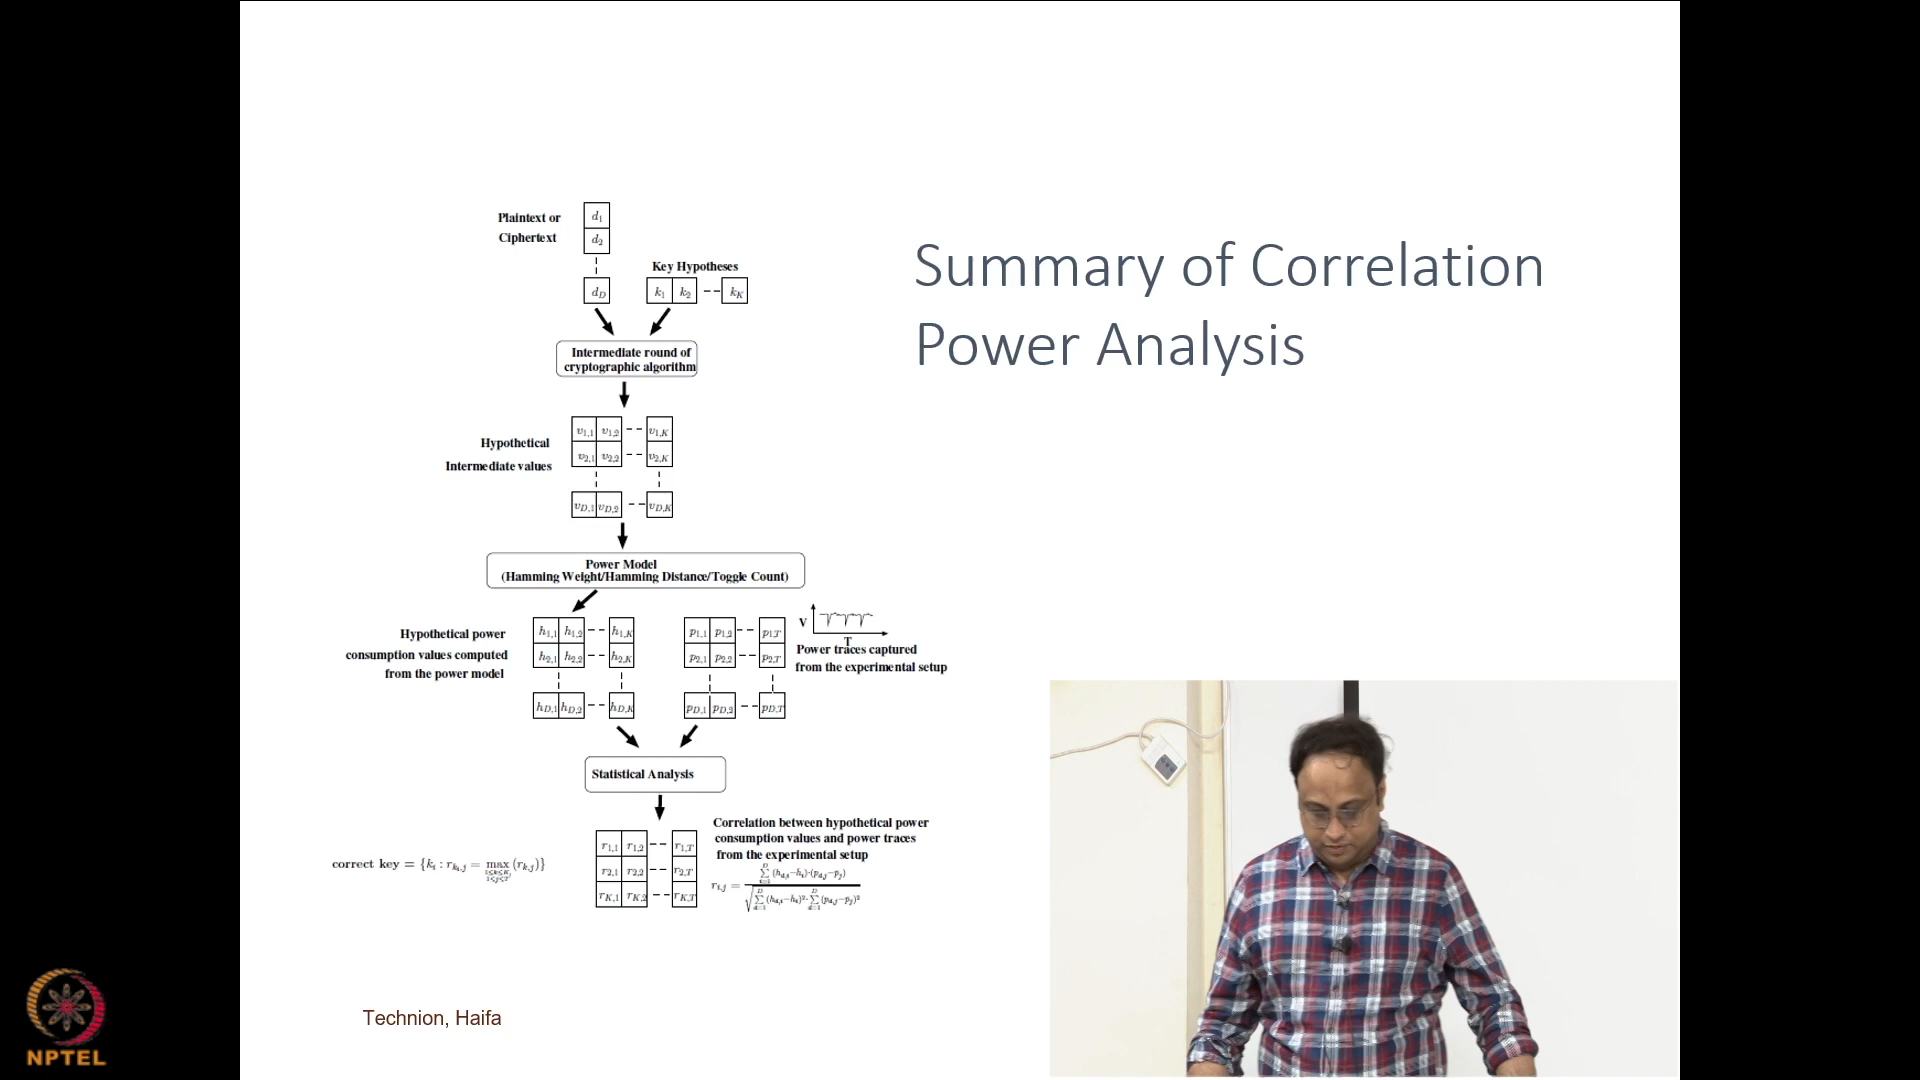 Summary of Correlation
Power Analysis
Plaintext or
Ciphertext
d1
d2
dD
Key Hypotheses
k1 k2 kK
Intermediate round of
cryptographic algorithm
Hypothetical
Intermediate values
v1,1 v1,2 v1,K
v2,1 v2,2 v2,K
vD,1 vD,2 vD,K
Power Model
(Hamming Weight/Hamming Distance/Toggle Count)
Hypothetical power
consumption values computed
from the power model
h1,1 h1,2 h1,K
h2,1 h2,2 h2,K
hD,1 hD,2 hD,K
p1,1 p1,2 p1,T
p2,1 p2,2 p2,T
pD,1 pD,2 pD,T
V
T
Power traces captured
from the experimental setup
Statistical Analysis
r1,1 r1,2 r1,T
r2,1 r2,2 r2,T
rK,1 rK,2 rK,T
Correlation between hypothetical power
consumption values and power traces
from the experimental setup
correct key =
Technion, Haifa
NPTEL